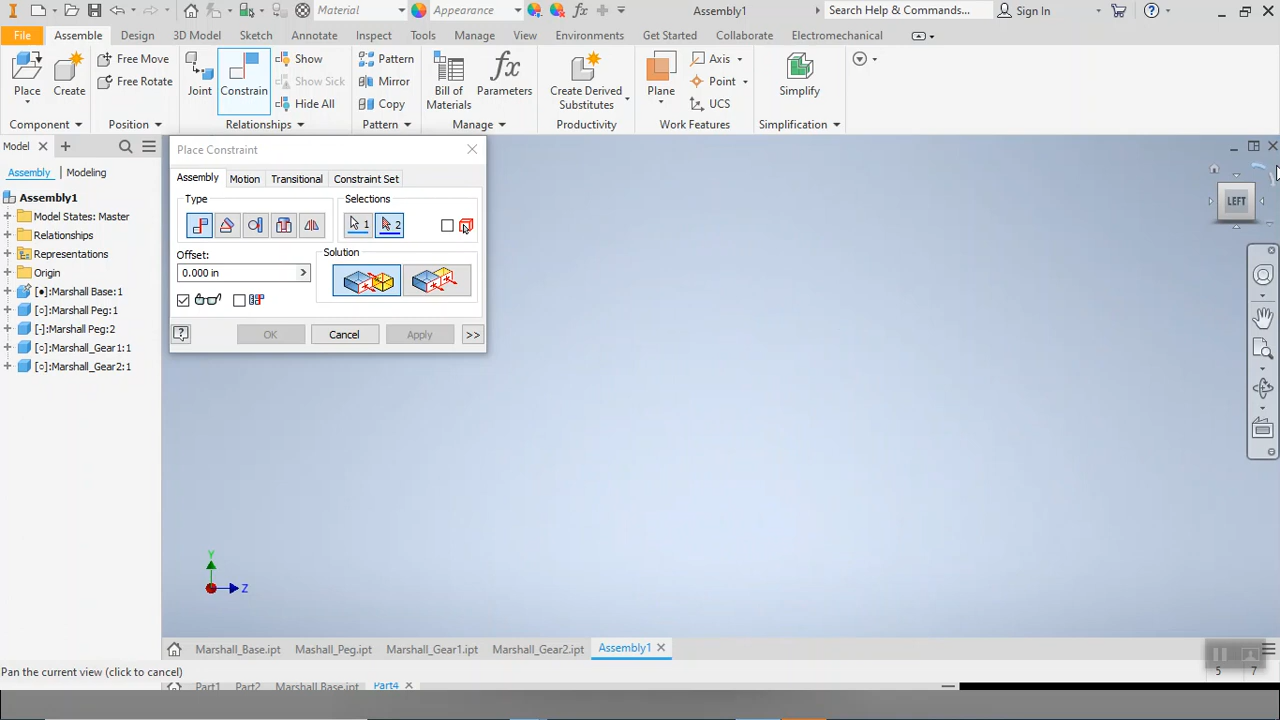 Material
Appearance
Assembly1
Search Help & Commands...
Sign In
File
Assemble
Design
3D Model
Sketch
Annotate
Inspect
Tools
Manage
View
Environments
Get Started
Collaborate
Electromechanical
Place
Create
Free Move
Free Rotate
Joint
Constrain
Show
Show Sick
Hide All
Pattern
Mirror
Copy
Bill of
Materials
Parameters
Create Derived
Substitutes
Plane
Axis
Point
UCS
Simplify
Component
Position
Relationships
Pattern
Manage
Productivity
Work Features
Simplification
Model
Assembly
Modeling
Assembly1
Model States: Master
Relationships
Representations
Origin
[●]Marshall Base:1
[○]:Marshall Peg:1
[-]:Marshall Peg:2
[○]:Marshall_Gear1:1
[○]:Marshall_Gear2:1
Place Constraint
Assembly
Motion
Transitional
Constraint Set
Type
Selections
1
2
Offset:
Solution
0.000 in
OK
Cancel
Apply
>>
LEFT
Y
Z
Marshall_Base.ipt
Mashall_Peg.ipt
Marshall_Gear1.ipt
Marshall_Gear2.ipt
Assembly1
Pan the current view (click to cancel)
5
7
Part1
Part2
Marshall Base.ipt
Part4